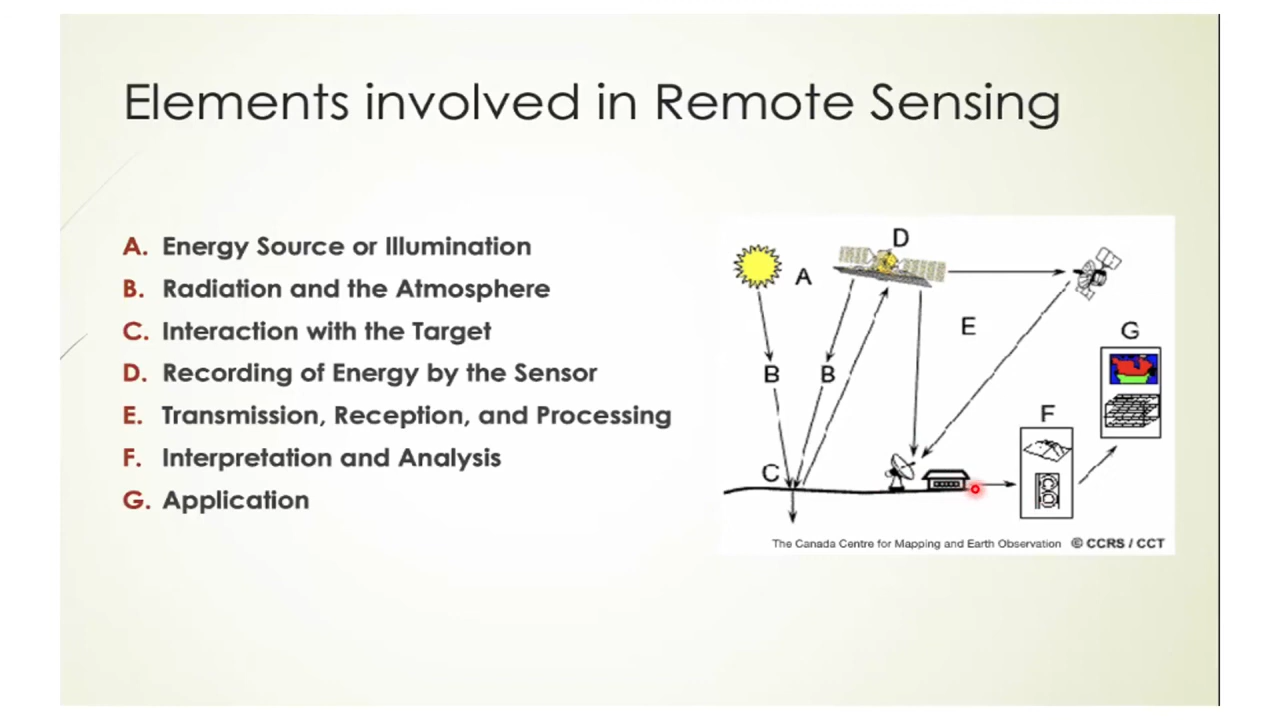 Elements involved in Remote Sensing
A. Energy Source or Illumination
B. Radiation and the Atmosphere
C. Interaction with the Target
D. Recording of Energy by the Sensor
E. Transmission, Reception, and Processing
F. Interpretation and Analysis
G. Application
D
A
E
G
B
B
F
C
The Canada Centre for Mapping and Earth Observation © CCRS / CCT